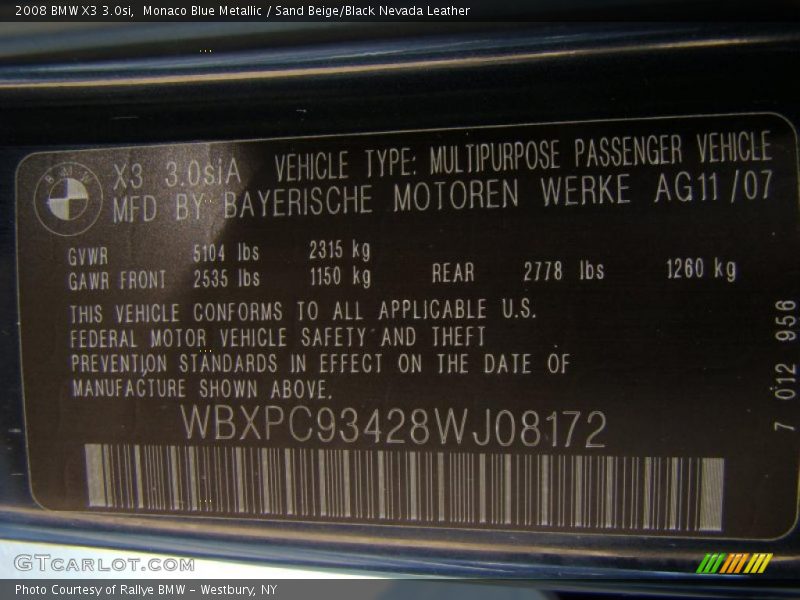 2008 BMW X3 3.0si,  Monaco Blue Metallic / Sand Beige/Black Nevada Leather
BMW
X3 3.0siA VEHICLE TYPE: MULTIPURPOSE PASSENGER VEHICLE
MFD BY BAYERISCHE MOTOREN WERKE AG 11/07
GVWR 5104 lbs 2315 kg
GAWR FRONT 2535 lbs 1150 kg REAR 2778 lbs 1260 kg
THIS VEHICLE CONFORMS TO ALL APPLICABLE U.S.
FEDERAL MOTOR VEHICLE SAFETY AND THEFT
PREVENTION STANDARDS IN EFFECT ON THE DATE OF
MANUFACTURE SHOWN ABOVE.
WBXPC93428WJ08172
7 012 956
GTCARLOT.COM
Photo Courtesy of Rallye BMW - Westbury, NY